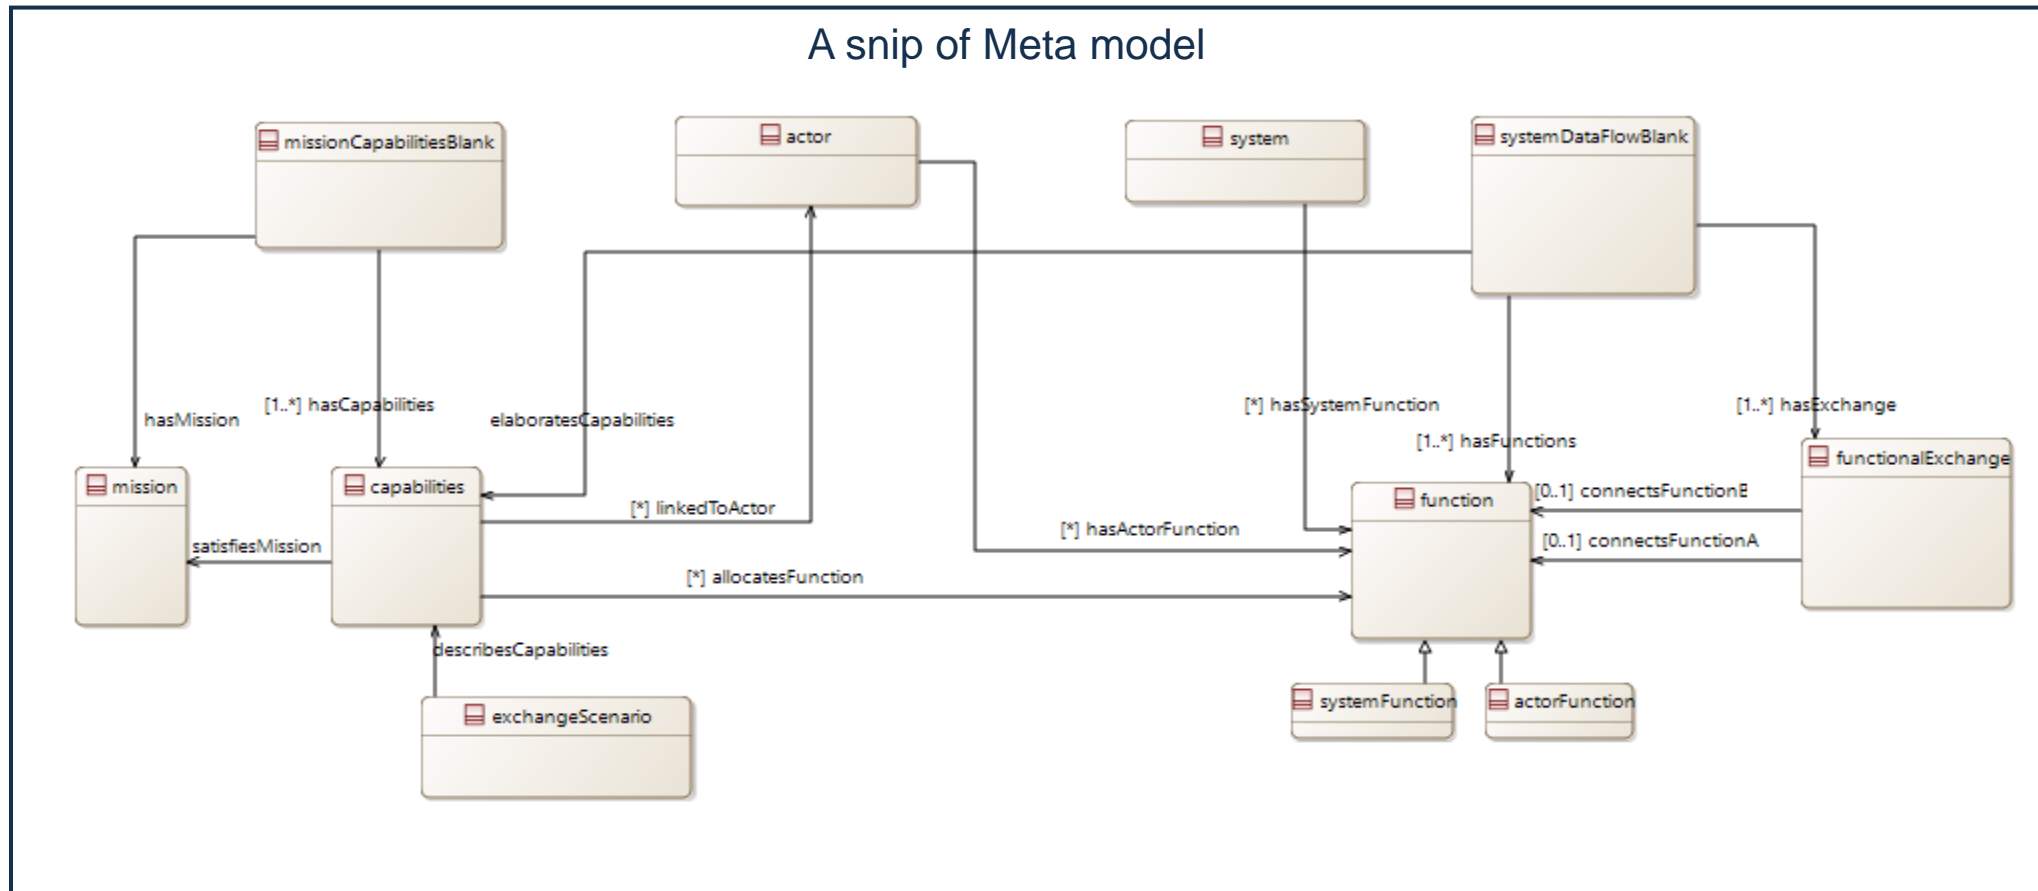 A snip of Meta model
missionCapabilitiesBlank
actor
system
systemDataFlowBlank
hasMission
[1..*] hasCapabilities
elaboratesCapabilities
[*] hasSystemFunction
[1..*] hasFunctions
[1..*] hasExchange
mission
capabilities
function
functionalExchange
[*] linkedToActor
[0..1] connectsFunctionB
satisfiesMission
[*] hasActorFunction
[0..1] connectsFunctionA
[*] allocatesFunction
describesCapabilities
exchangeScenario
systemFunction
actorFunction